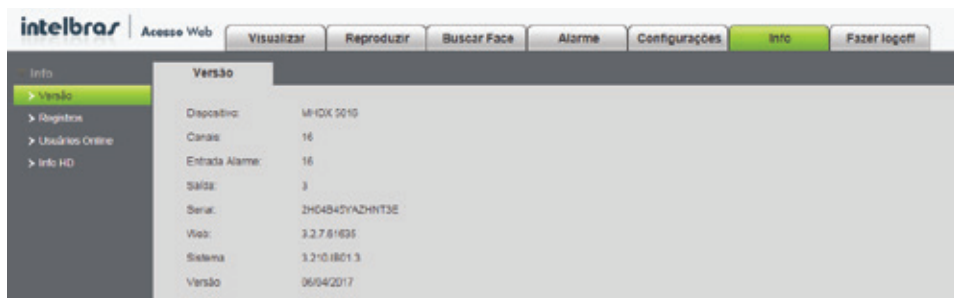 intelbras Acesso Web Visualizar Reproduzir Buscar Face Alarme Configurações Info Fazer logoff
Info
Versão
> Versão
> Registros
> Usuários Online
> Info HD
Dispositivo: MHDX 5016
Canais: 16
Entrada Alarme: 16
Saída: 3
Serial: 2H04B45YAZHNT3E
Web: 3.2.7.61635
Sistema 3.210.IB01.3
Versão 06/04/2017